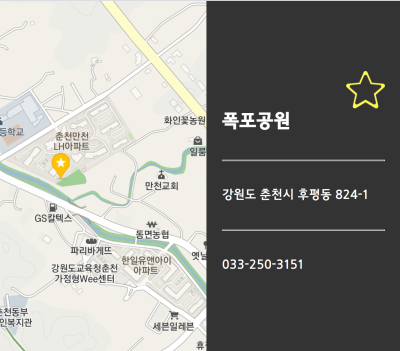 등학교
춘천만천
LH아파트
화인꽃농원
일품
만천교회
GS칼텍스
동면농협
파리바게뜨
옛날
한일유앤아이
아파트
강원도교육청춘천
가정형Wee센터
춘천동부
인복지관
세븐일레븐
휴
폭포공원
강원도 춘천시 후평동 824-1
033-250-3151